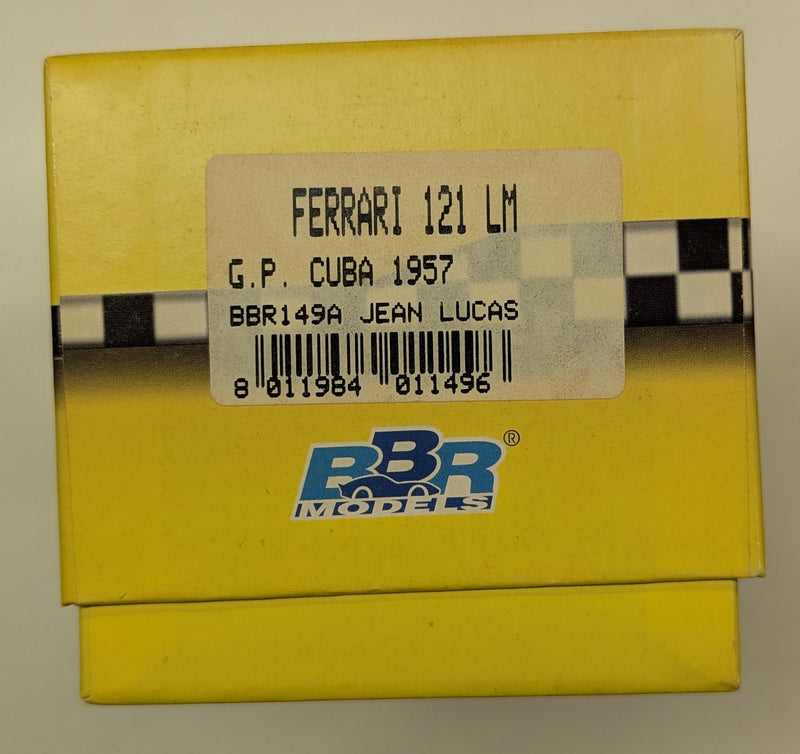 FERRARI 121 LM
G.P. CUBA 1957
BBR149A JEAN LUCAS
8 011984 011496
BBR®
MODELS